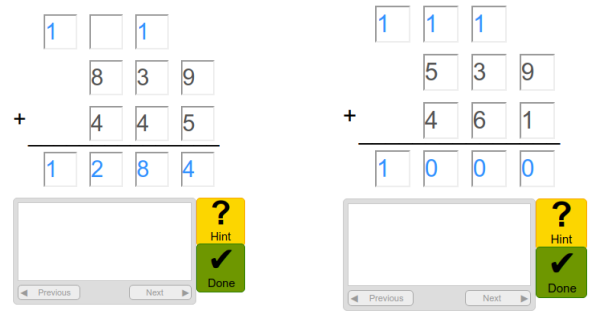 1 1
8 3 9
+ 4 4 5
1 2 8 4
? Hint
✔ Done
◀ Previous Next ▶
1 1 1
5 3 9
+ 4 6 1
1 0 0 0
? Hint
✔ Done
◀ Previous Next ▶